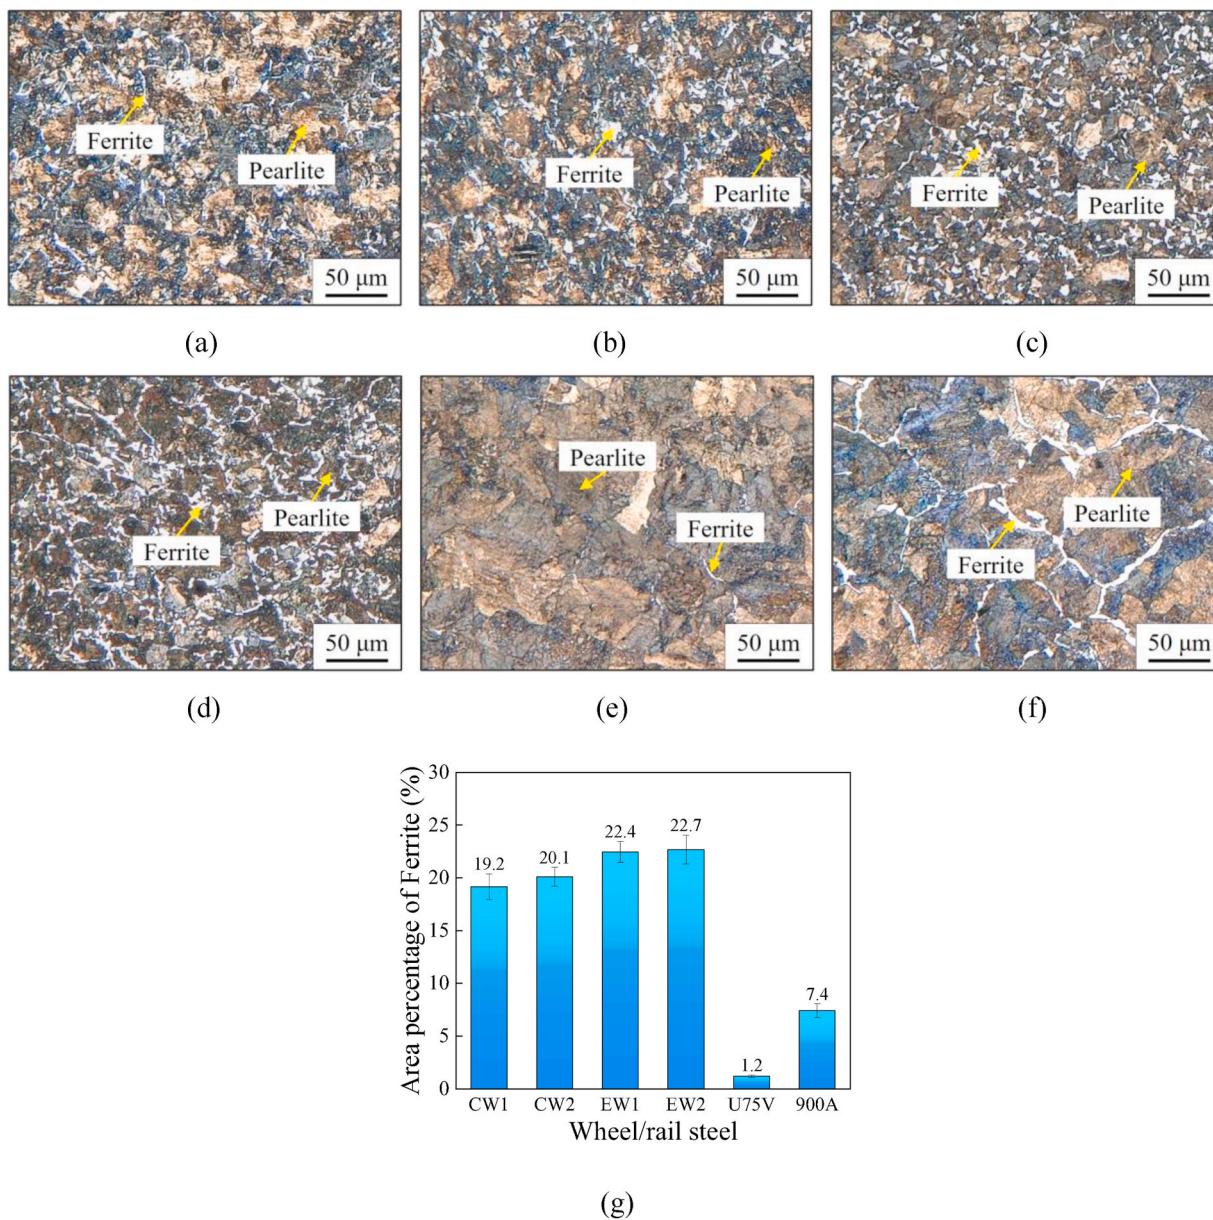 Ferrite
Pearlite
50 μm
(a)
Ferrite
Pearlite
50 μm
(b)
Ferrite
Pearlite
50 μm
(c)
Ferrite
Pearlite
50 μm
(d)
Pearlite
Ferrite
50 μm
(e)
Pearlite
Ferrite
50 μm
(f)
Area percentage of Ferrite (%)
30
25
20
15
10
5
0
19.2
20.1
22.4
22.7
1.2
7.4
CW1 CW2 EW1 EW2 U75V 900A
Wheel/rail steel
(g)